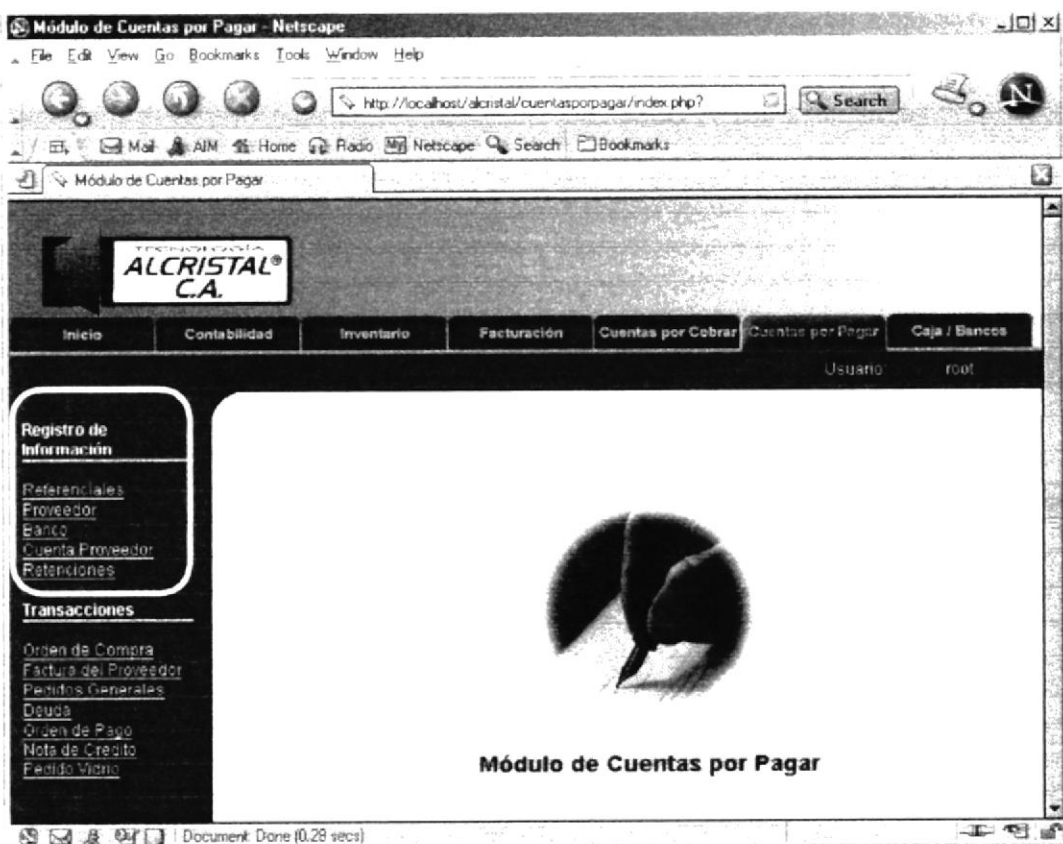 Módulo de Cuentas por Pagar - Netscape
File Edit View Go Bookmarks Tools Window Help
http://localhost/alcristal/cuentasporpagar/index.php? Search
Mail AIM Home Radio My Netscape Search Bookmarks
Módulo de Cuentas por Pagar
TECNOLOGÍA
ALCRISTAL®
C.A.
Inicio Contabilidad Inventario Facturación Cuentas por Cobrar Cuentas por Pagar Caja / Bancos
Usuario root
Registro de
Información
Referenciales
Proveedor
Banco
Cuenta Proveedor
Retenciones
Transacciones
Orden de Compra
Factura del Proveedor
Pedidos Generales
Deuda
Orden de Pago
Nota de Credito
Pedido Vidrio
Módulo de Cuentas por Pagar
Document: Done (0.28 secs)